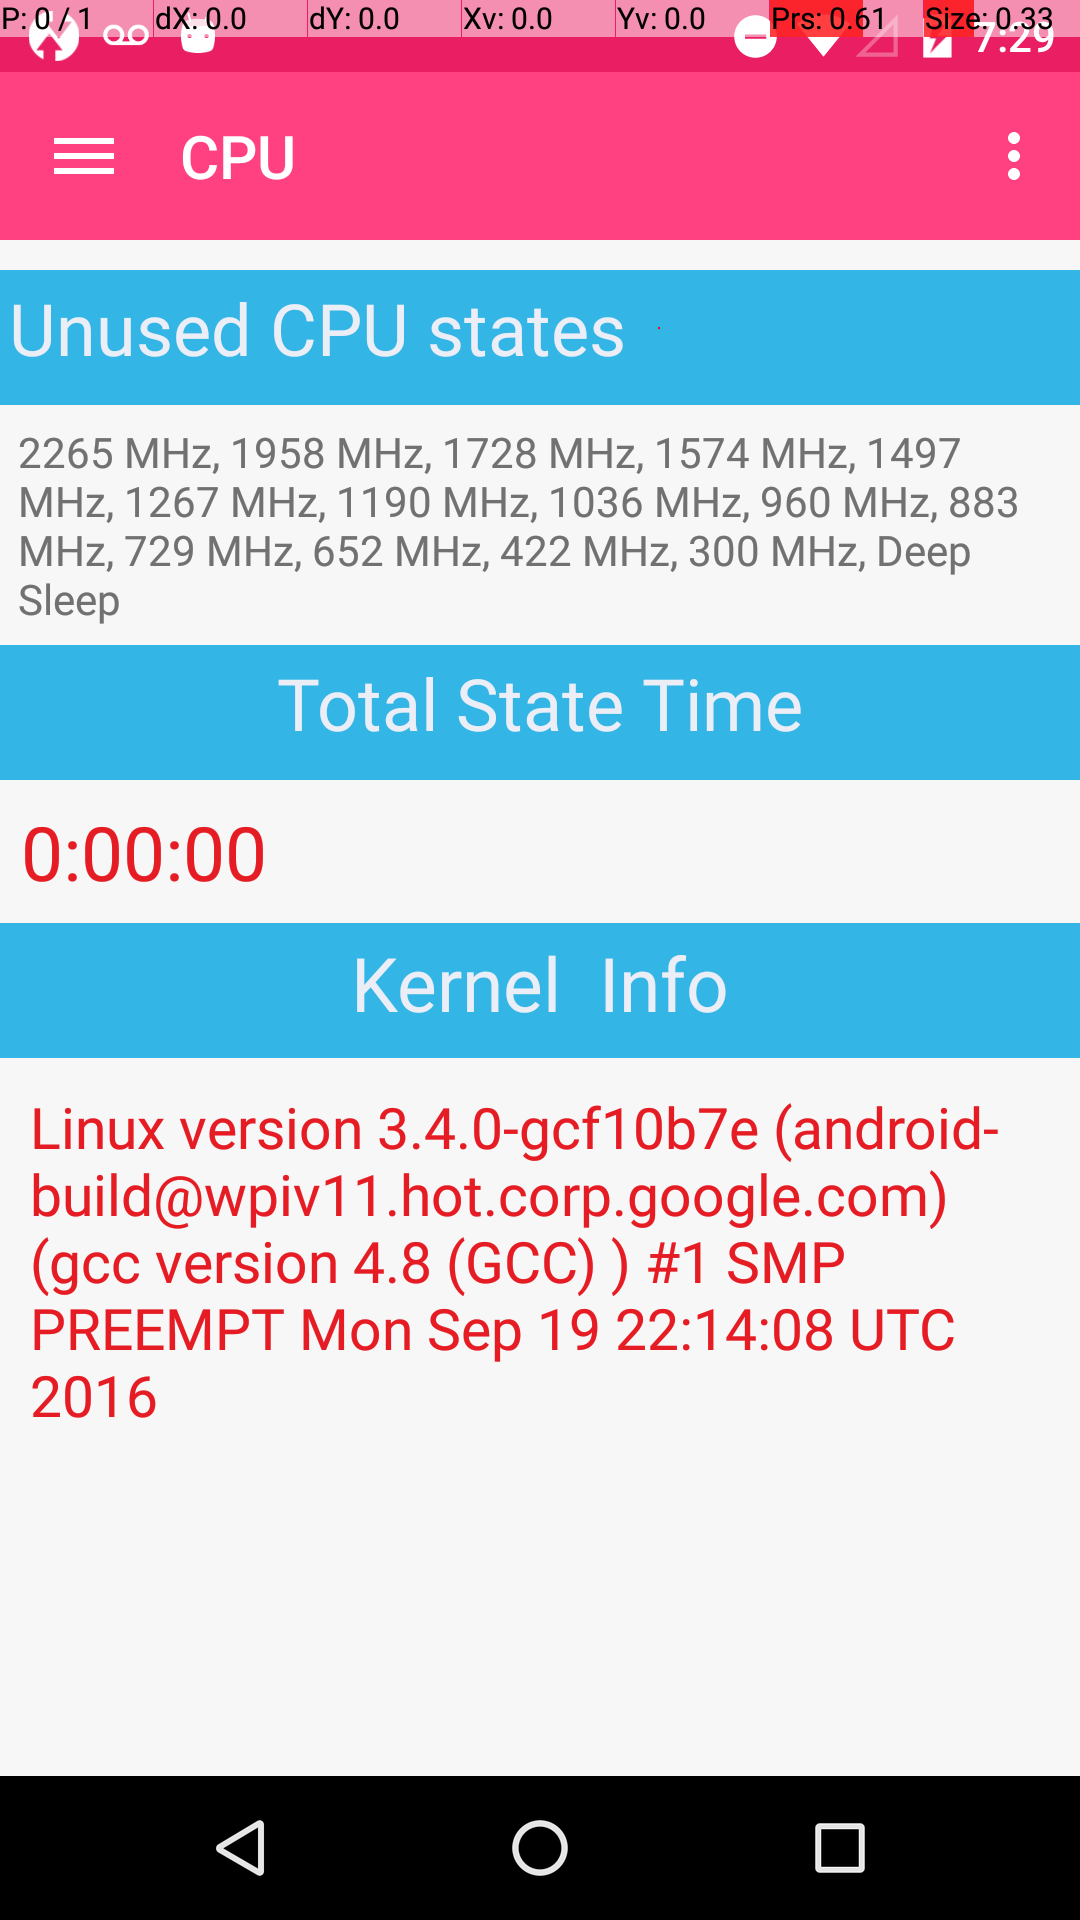 P: 0 / 1 dX: 0.0 dY: 0.0 Xv: 0.0 Yv: 0.0 Prs: 0.61 Size: 0.33
7:29
CPU
Unused CPU states
2265 MHz, 1958 MHz, 1728 MHz, 1574 MHz, 1497
MHz, 1267 MHz, 1190 MHz, 1036 MHz, 960 MHz, 883
MHz, 729 MHz, 652 MHz, 422 MHz, 300 MHz, Deep
Sleep
Total State Time
0:00:00
Kernel  Info
Linux version 3.4.0-gcf10b7e (android-
build@wpiv11.hot.corp.google.com)
(gcc version 4.8 (GCC) ) #1 SMP
PREEMPT Mon Sep 19 22:14:08 UTC
2016